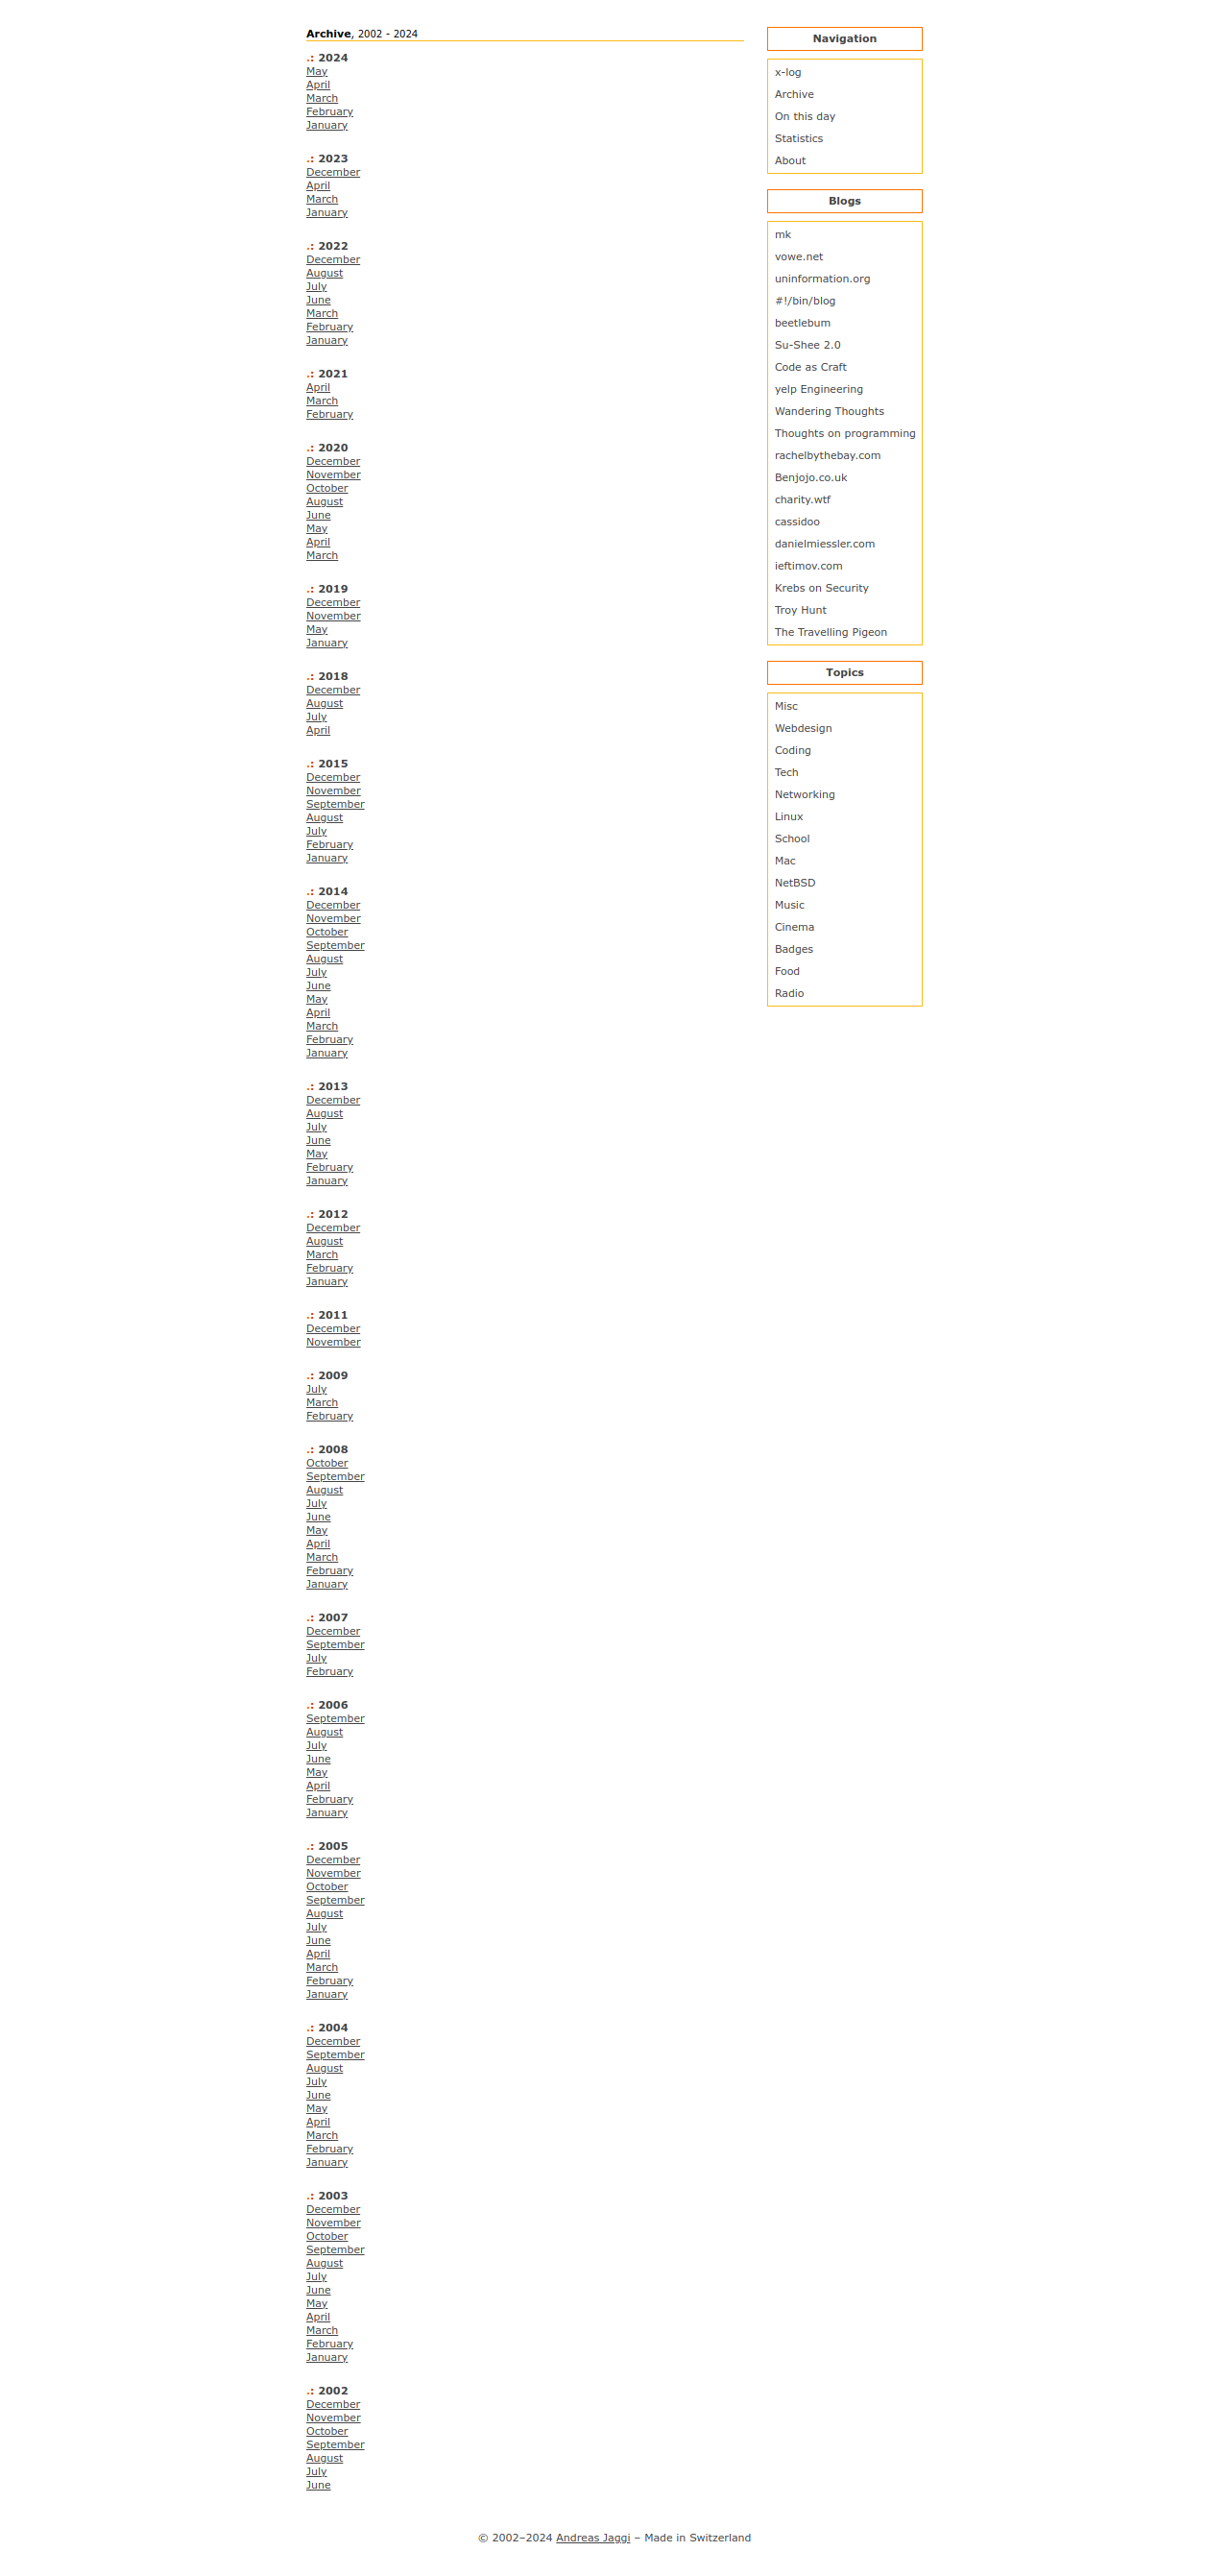 Archive, 2002 - 2024
.: 2024
May
April
March
February
January
.: 2023
December
April
March
January
.: 2022
December
August
July
June
March
February
January
.: 2021
April
March
February
.: 2020
December
November
October
August
June
May
April
March
.: 2019
December
November
May
January
.: 2018
December
August
July
April
.: 2015
December
November
September
August
July
February
January
.: 2014
December
November
October
September
August
July
June
May
April
March
February
January
.: 2013
December
August
July
June
May
February
January
.: 2012
December
August
March
February
January
.: 2011
December
November
.: 2009
July
March
February
.: 2008
October
September
August
July
June
May
April
March
February
January
.: 2007
December
September
July
February
.: 2006
September
August
July
June
May
April
February
January
.: 2005
December
November
October
September
August
July
June
April
March
February
January
.: 2004
December
September
August
July
June
May
April
March
February
January
.: 2003
December
November
October
September
August
July
June
May
April
March
February
January
.: 2002
December
November
October
September
August
July
June
Navigation
x-log
Archive
On this day
Statistics
About
Blogs
mk
vowe.net
uninformation.org
#!/bin/blog
beetlebum
Su-Shee 2.0
Code as Craft
yelp Engineering
Wandering Thoughts
Thoughts on programming
rachelbythebay.com
Benjojo.co.uk
charity.wtf
cassidoo
danielmiessler.com
ieftimov.com
Krebs on Security
Troy Hunt
The Travelling Pigeon
Topics
Misc
Webdesign
Coding
Tech
Networking
Linux
School
Mac
NetBSD
Music
Cinema
Badges
Food
Radio
© 2002–2024 Andreas Jaggi – Made in Switzerland